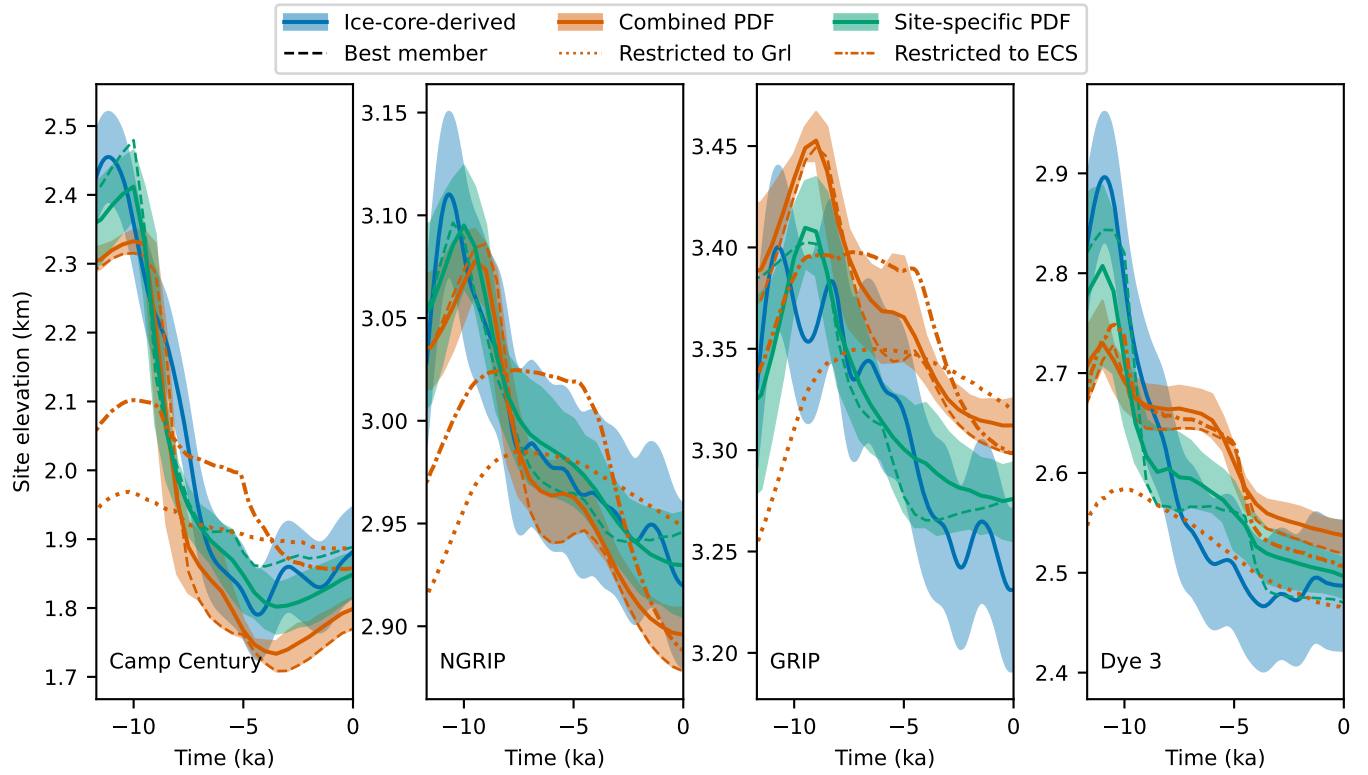 Ice-core-derived Combined PDF Site-specific PDF
Best member Restricted to Grl Restricted to ECS
Site elevation (km)
2.5
2.4
2.3
2.2
2.1
2.0
1.9
1.8
1.7
Camp Century
−10 −5 0
Time (ka)
3.15
3.10
3.05
3.00
2.95
2.90
NGRIP
−10 −5 0
Time (ka)
3.45
3.40
3.35
3.30
3.25
3.20
GRIP
−10 −5 0
Time (ka)
2.9
2.8
2.7
2.6
2.5
2.4
Dye 3
−10 −5 0
Time (ka)